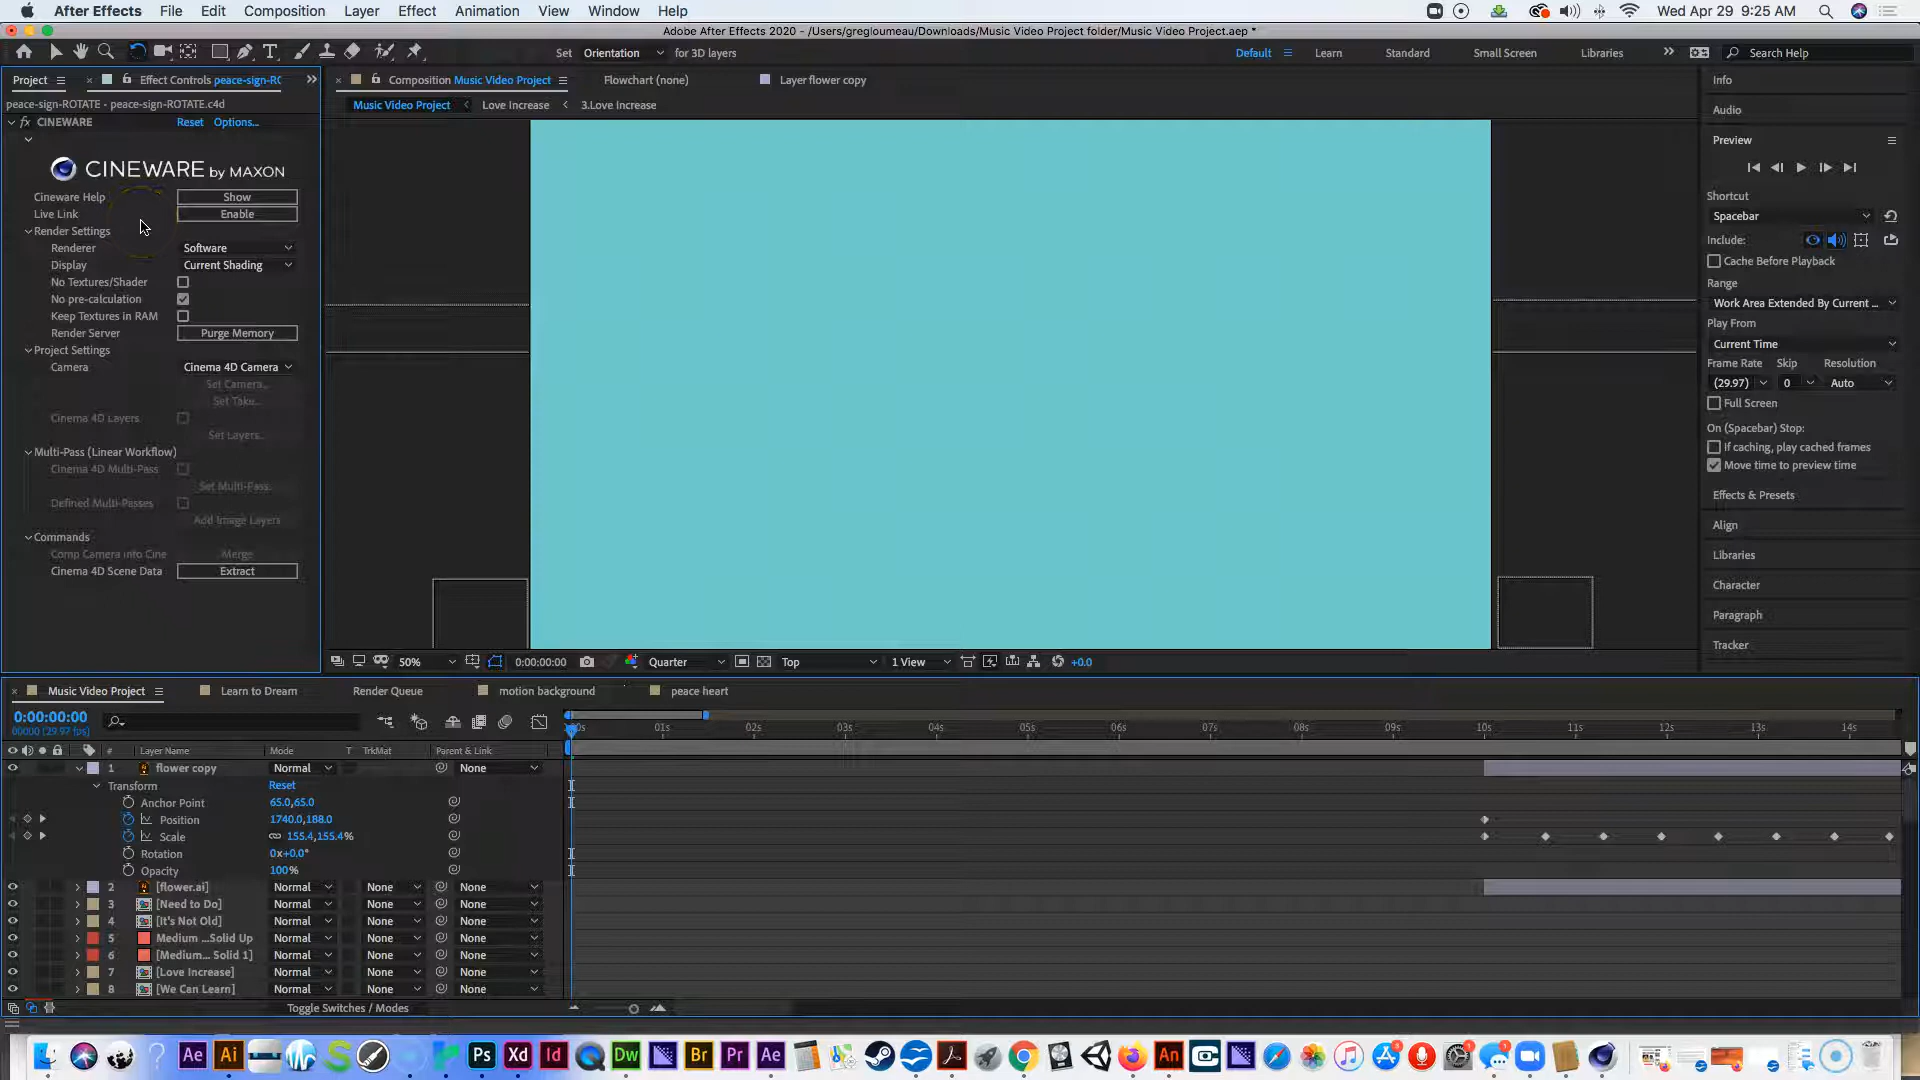 After Effects File Edit Composition Layer Effect Animation View Window Help Wed Apr 29 9:25 AM
Adobe After Effects 2020 - /Users/gregloumeau/Downloads/Music Video Project folder/Music Video Project.aep *
Set Orientation for 3D layers Default Learn Standard Small Screen Libraries Search Help
Project Effect Controls peace-sign-RO Composition Music Video Project Flowchart (none) Layer flower copy Info
peace-sign-ROTATE - peace-sign-ROTATE.c4d Music Video Project Love Increase 3.Love Increase Audio
fx CINEWARE Reset Options...
Preview
CINEWARE by MAXON
Cineware Help Show
Shortcut
Live Link Enable
Spacebar
Render Settings
Include:
Renderer Software
Cache Before Playback
Display Current Shading
No Textures/Shader
Range
No pre-calculation
Work Area Extended By Current ...
Keep Textures in RAM
Play From
Render Server Purge Memory
Current Time
Project Settings
Frame Rate Skip Resolution
Camera Cinema 4D Camera
(29.97) 0 Auto
Set Camera...
Full Screen
Set Take...
Cinema 4D Layers
On (Spacebar) Stop:
Set Layers...
If caching, play cached frames
Multi-Pass (Linear Workflow)
Move time to preview time
Cinema 4D Multi-Pass
Set Multi-Pass...
Effects & Presets
Defined Multi-Passes
Add Image Layers
Align
Commands
Comp Camera into Cine Merge
Libraries
Cinema 4D Scene Data Extract
Character
Paragraph
Tracker
50% 0:00:00:00 Quarter Top 1 View +0.0
Music Video Project Learn to Dream Render Queue motion background peace heart
0:00:00:00
00000 (29.97 fps)
00s 01s 02s 03s 04s 05s 06s 07s 08s 09s 10s 11s 12s 13s 14s
# Layer Name Mode T TrkMat Parent & Link
1 flower copy Normal None
Transform Reset
Anchor Point 65.0,65.0
Position 1740.0,188.0
Scale 155.4,155.4%
Rotation 0x+0.0°
Opacity 100%
2 [flower.ai] Normal None None
3 [Need to Do] Normal None None
4 [It's Not Old] Normal None None
5 Medium ...Solid Up Normal None None
6 [Medium... Solid 1] Normal None None
7 [Love Increase] Normal None None
8 [We Can Learn] Normal None None
Toggle Switches / Modes
Ae Ai Ps Xd Id Dw Br Pr Ae An